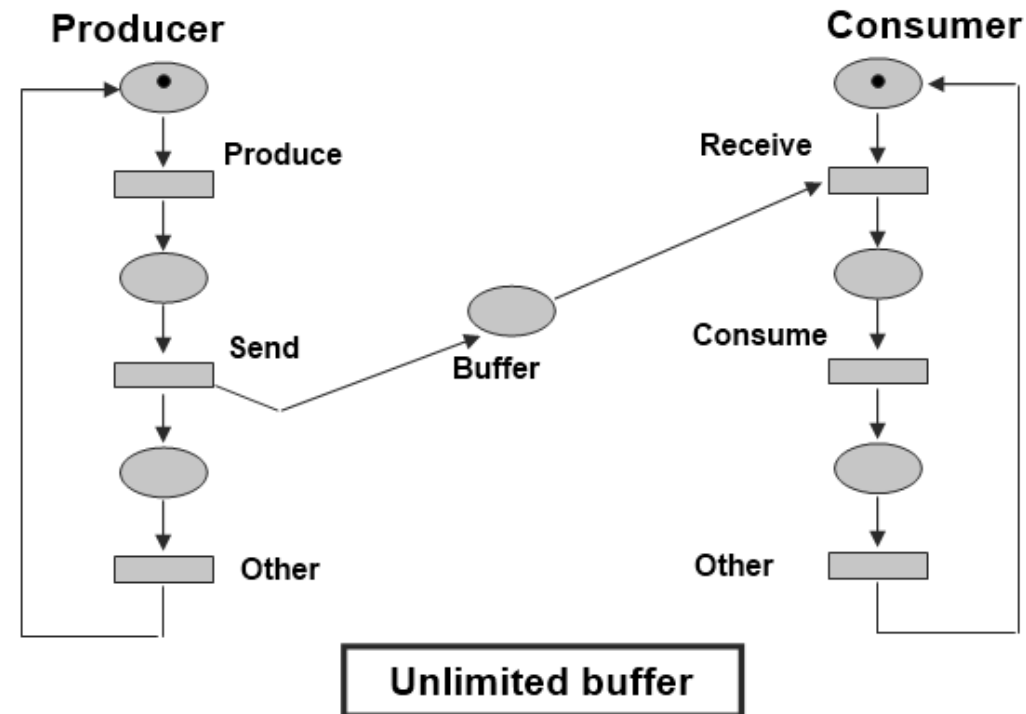 Producer
Consumer
Produce
Receive
Send
Consume
Buffer
Other
Other
Unlimited buffer